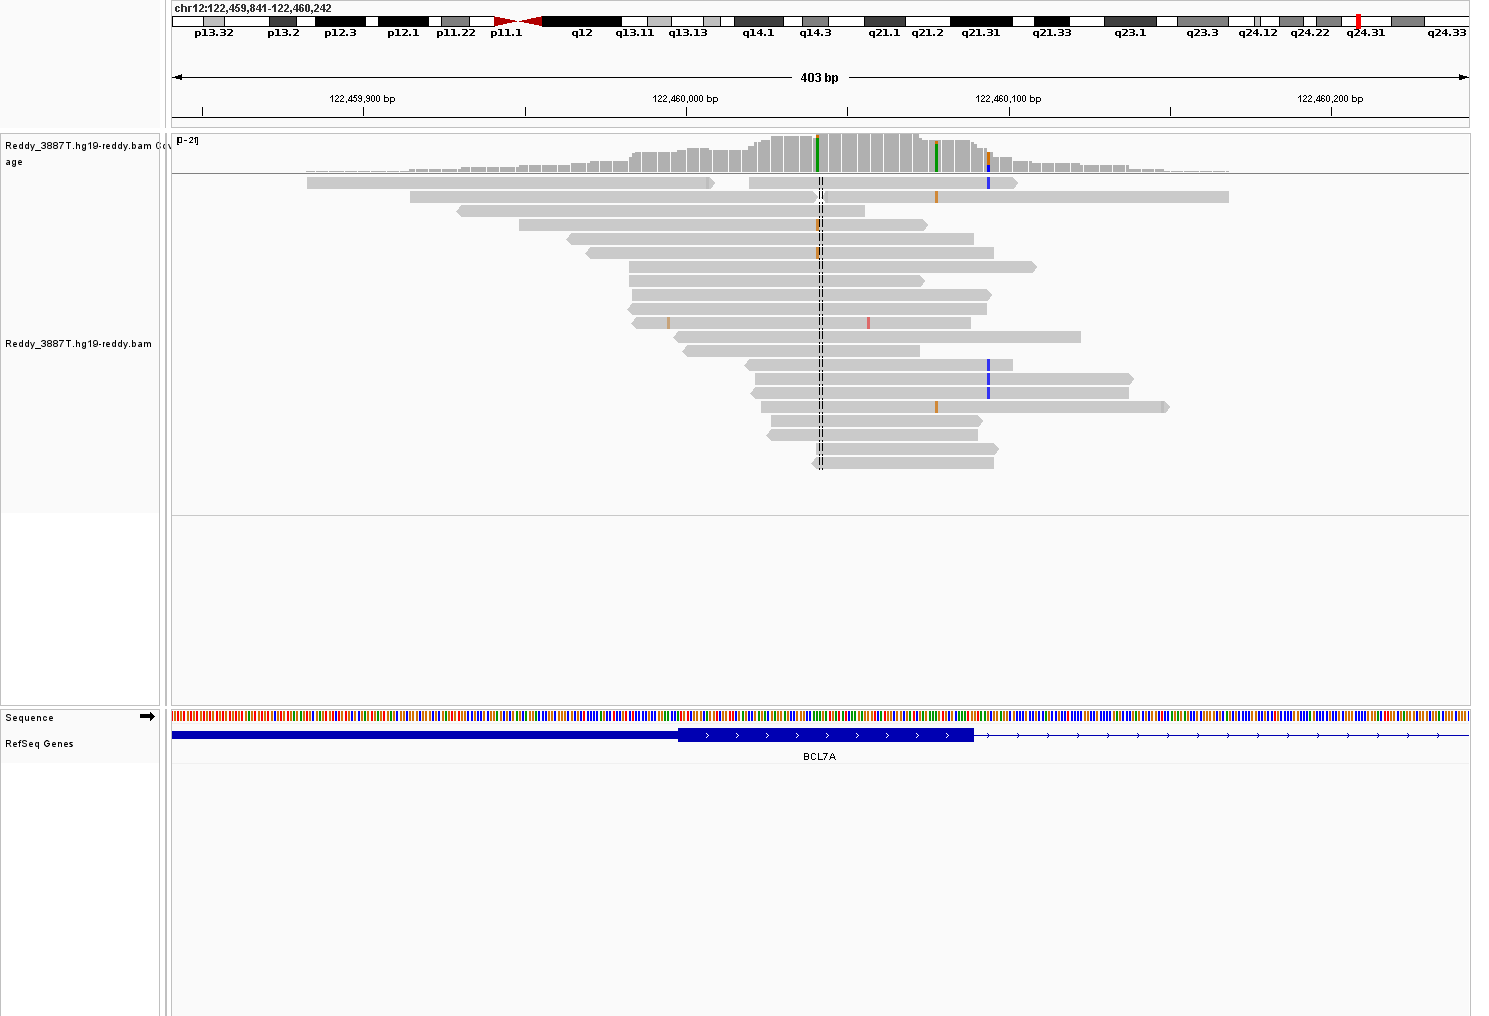 chr12:122,459,841-122,460,242
p13.32 p13.2 p12.3 p12.1 p11.22 p11.1 q12 q13.11 q13.13 q14.1 q14.3 q21.1 q21.2 q21.31 q21.33 q23.1 q23.3 q24.12 q24.22 q24.31 q24.33
403 bp
122,459,900 bp 122,460,000 bp 122,460,100 bp 122,460,200 bp
Reddy_3887T.hg19-reddy.bam Cov
age
[0-21]
Reddy_3887T.hg19-reddy.bam
Sequence
RefSeq Genes
BCL7A